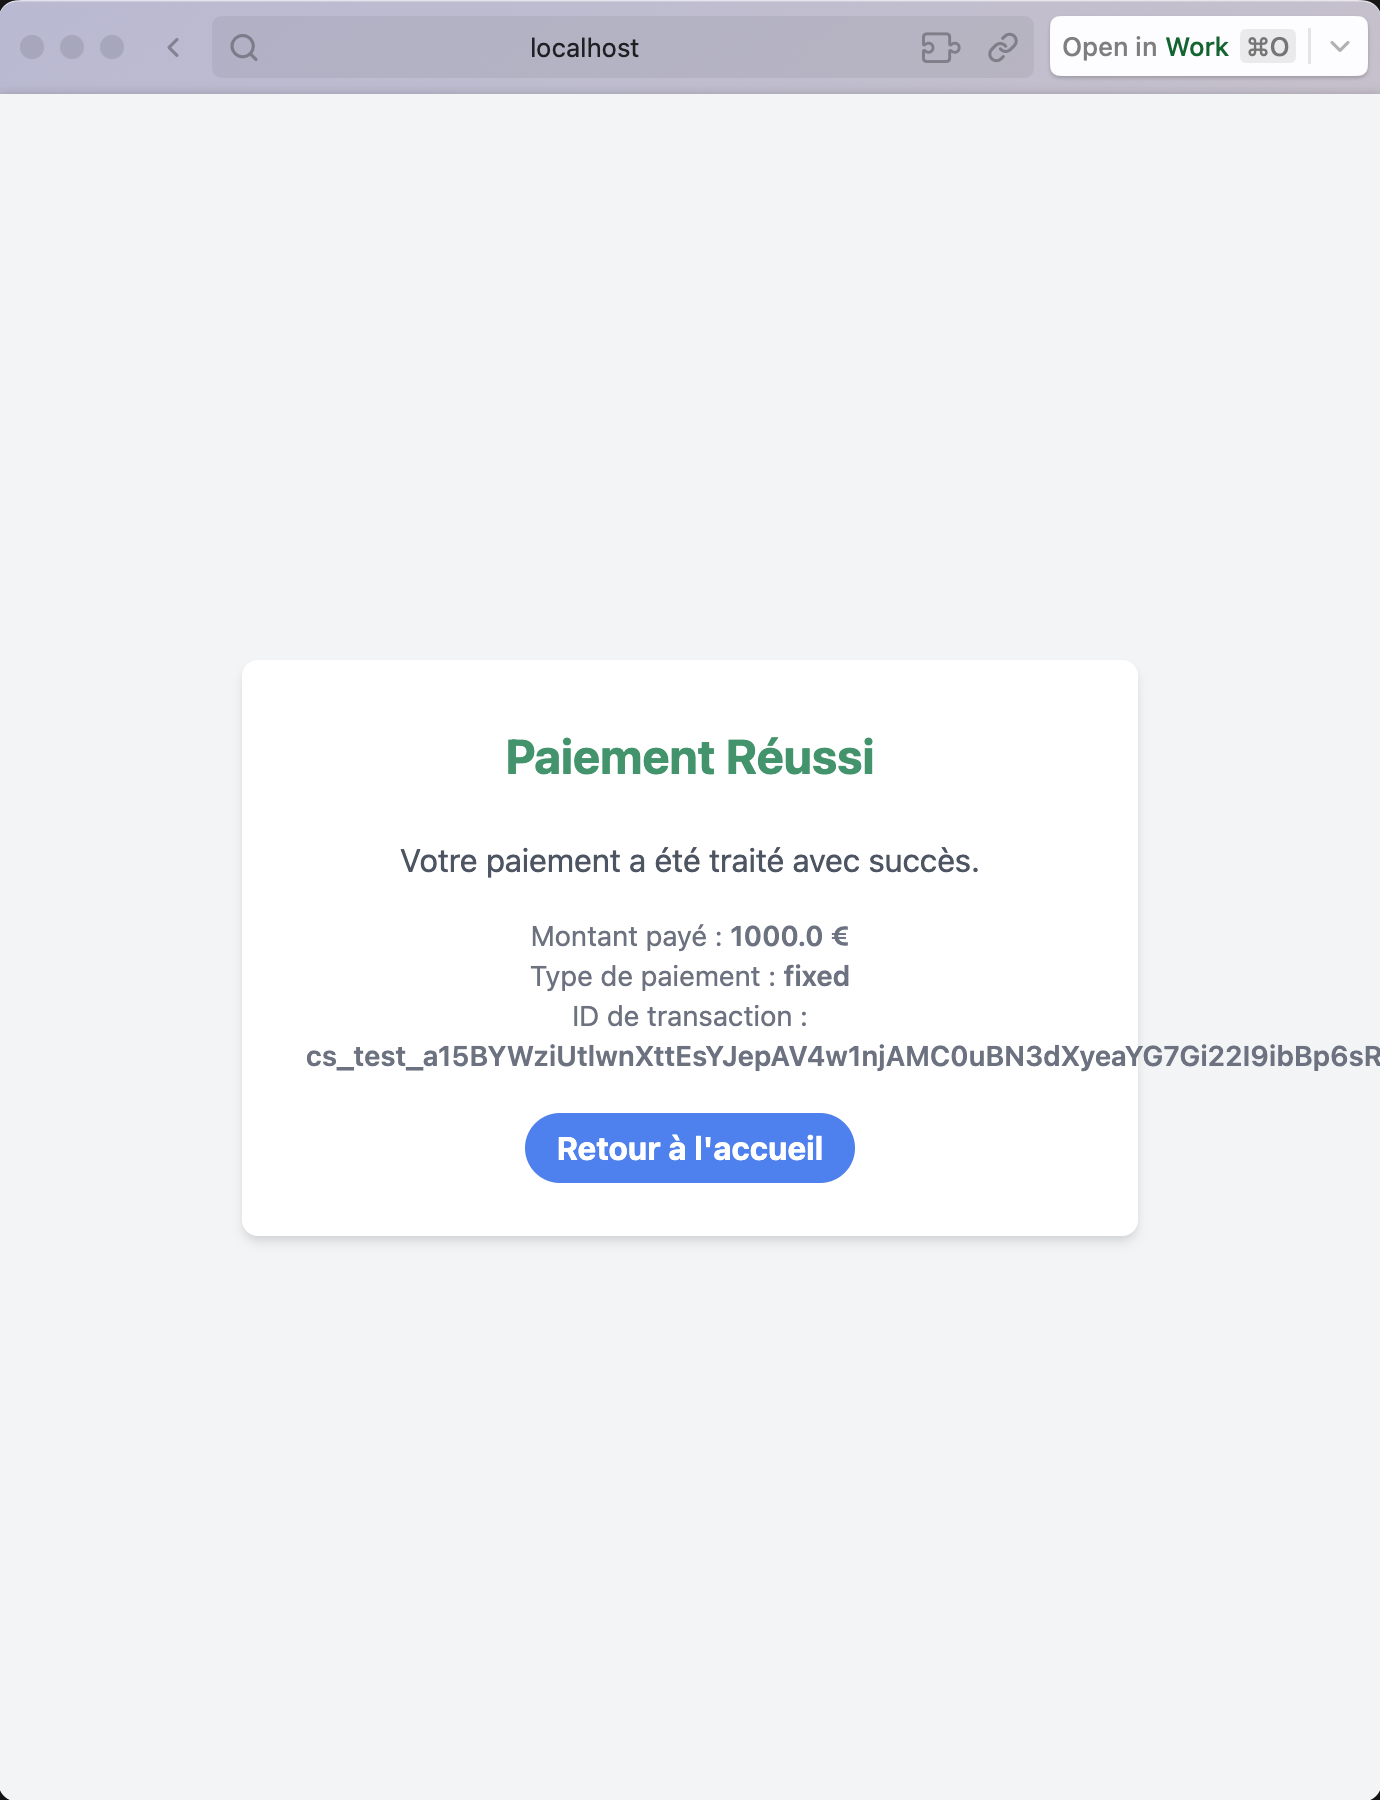 localhost
Open in Work ⌘O
Paiement Réussi
Votre paiement a été traité avec succès.
Montant payé : 1000.0 €
Type de paiement : fixed
ID de transaction :
cs_test_a15BYWziUtlwnXttEsYJepAV4w1njAMC0uBN3dXyeaYG7Gi22I9ibBp6sR
Retour à l'accueil